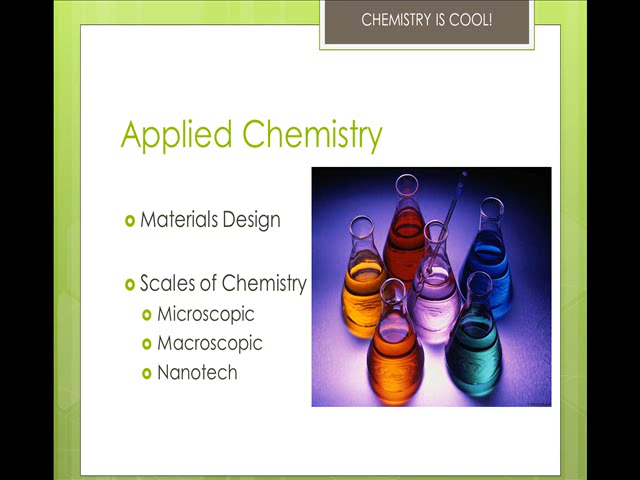 CHEMISTRY IS COOL!
Applied Chemistry
Materials Design
Scales of Chemistry
Microscopic
Macroscopic
Nanotech